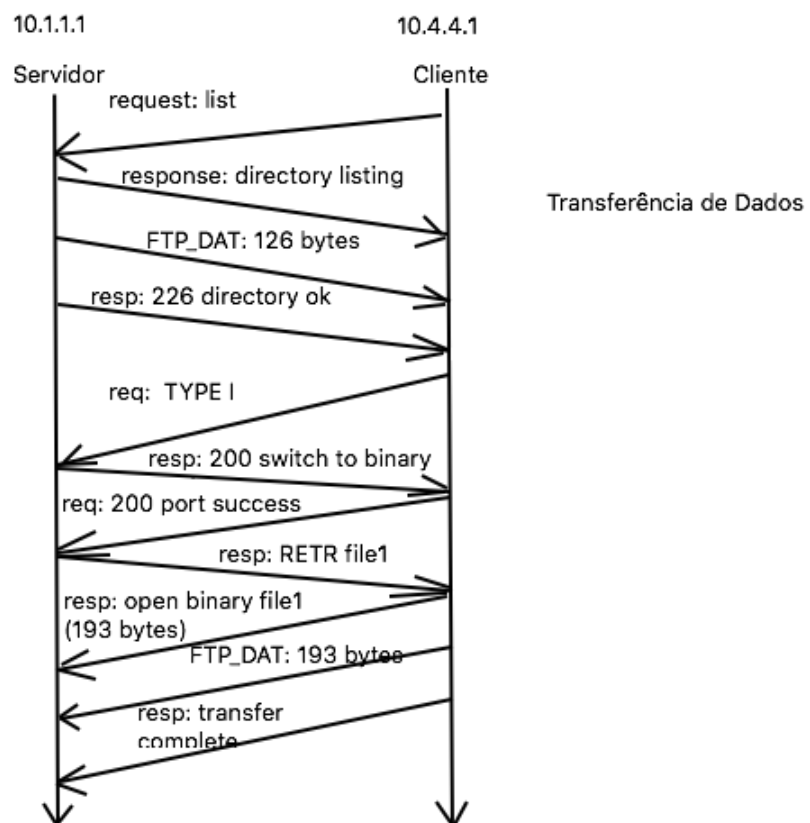 10.1.1.1
10.4.4.1
Servidor
Cliente
request: list
response: directory listing
Transferência de Dados
FTP_DAT: 126 bytes
resp: 226 directory ok
req:  TYPE I
resp: 200 switch to binary
req: 200 port success
resp: RETR file1
resp: open binary file1
(193 bytes)
FTP_DAT: 193 bytes
resp: transfer
complete